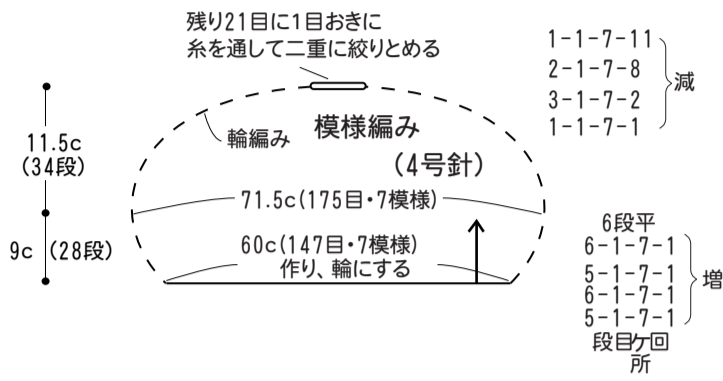 残り21目に1目おきに
糸を通して二重に絞りとめる
1-1-7-11
2-1-7-8
3-1-7-2
1-1-7-1
減
輪編み
模様編み
(4号針)
11.5c
(34段)
71.5c(175目・7模様)
9c (28段)
60c(147目・7模様)
作り、輪にする
6段平
6-1-7-1
5-1-7-1
6-1-7-1
5-1-7-1
増
段目ケ回
所